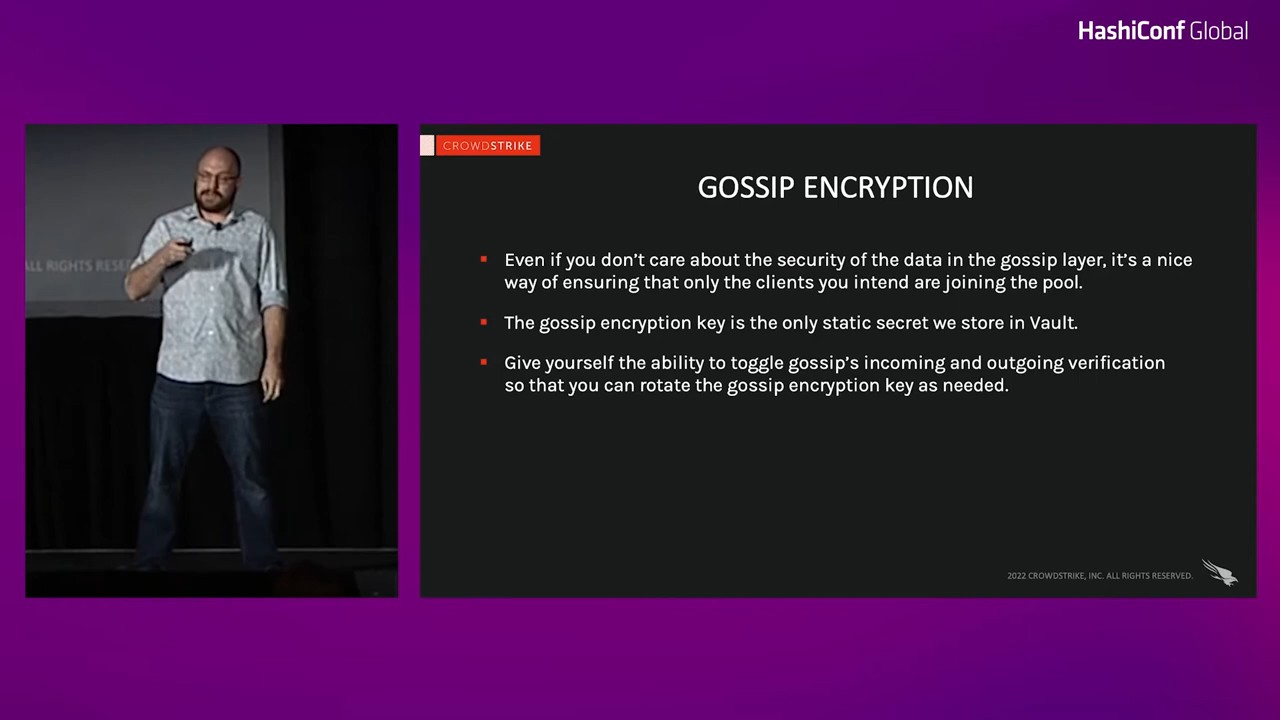 HashiConf Global
CROWDSTRIKE
GOSSIP ENCRYPTION
Even if you don't care about the security of the data in the gossip layer, it's a nice
way of ensuring that only the clients you intend are joining the pool.
The gossip encryption key is the only static secret we store in Vault.
Give yourself the ability to toggle gossip's incoming and outgoing verification
so that you can rotate the gossip encryption key as needed.
ALL RIGHTS RESE
2022 CROWDSTRIKE, INC. ALL RIGHTS RESERVED.